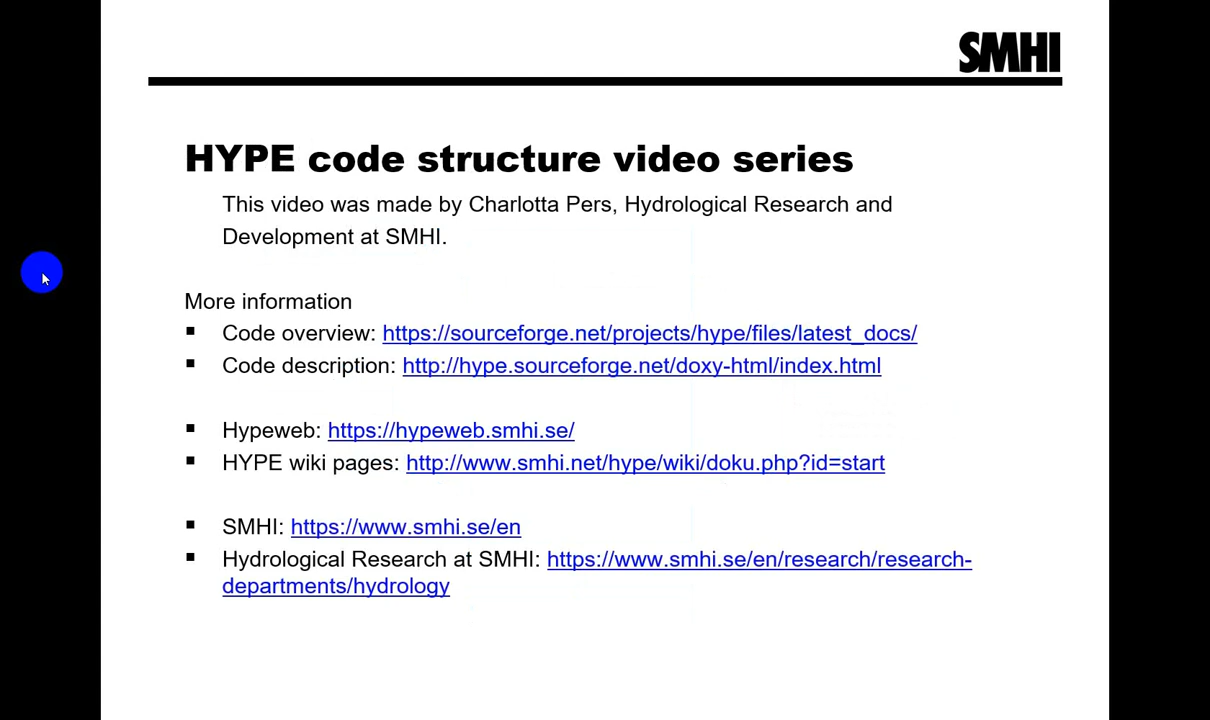 SMHI
HYPE code structure video series
This video was made by Charlotta Pers, Hydrological Research and
Development at SMHI.
More information
▪ Code overview: https://sourceforge.net/projects/hype/files/latest_docs/
▪ Code description: http://hype.sourceforge.net/doxy-html/index.html
▪ Hypeweb: https://hypeweb.smhi.se/
▪ HYPE wiki pages: http://www.smhi.net/hype/wiki/doku.php?id=start
▪ SMHI: https://www.smhi.se/en
▪ Hydrological Research at SMHI: https://www.smhi.se/en/research/research-
departments/hydrology